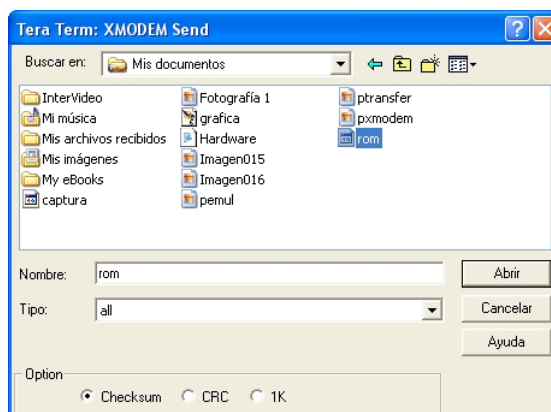 Tera Term: XMODEM Send
Buscar en: Mis documentos
InterVideo Fotografía 1 ptransfer
Mi música grafica pxmodem
Mis archivos recibidos Hardware rom
Mis imágenes Imagen015
My eBooks Imagen016
captura pemul
Nombre: rom Abrir
Tipo: all Cancelar
Ayuda
Option
Checksum CRC 1K